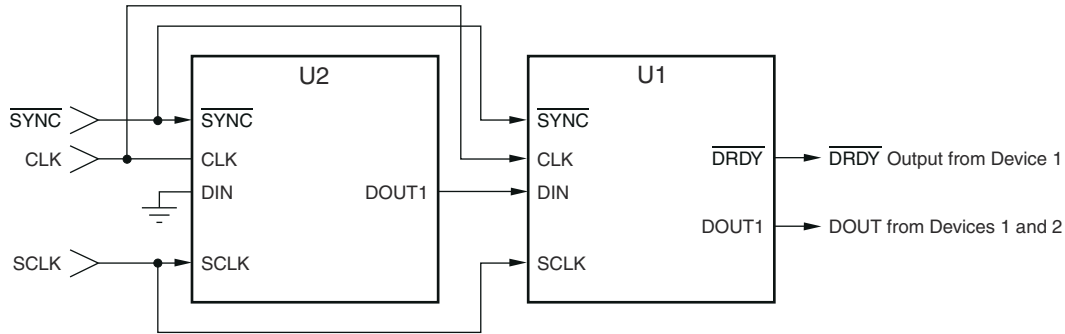 U2
U1
SYNC
SYNC
SYNC
CLK
CLK
CLK
DRDY
DRDY Output from Device 1
DIN
DOUT1
DIN
DOUT1
DOUT from Devices 1 and 2
SCLK
SCLK
SCLK